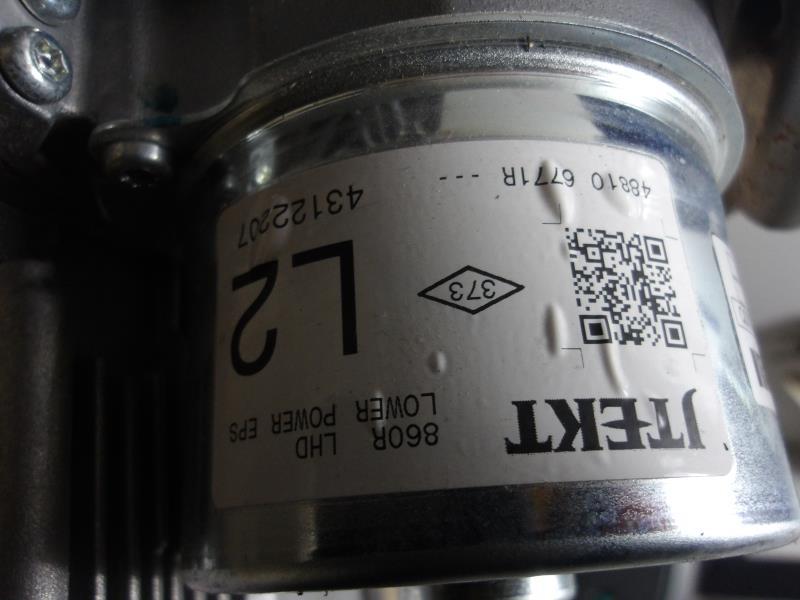 JTEKT
860R LHD
LOWER POWER EPS
373
L2
43122207
48810 6771R ---